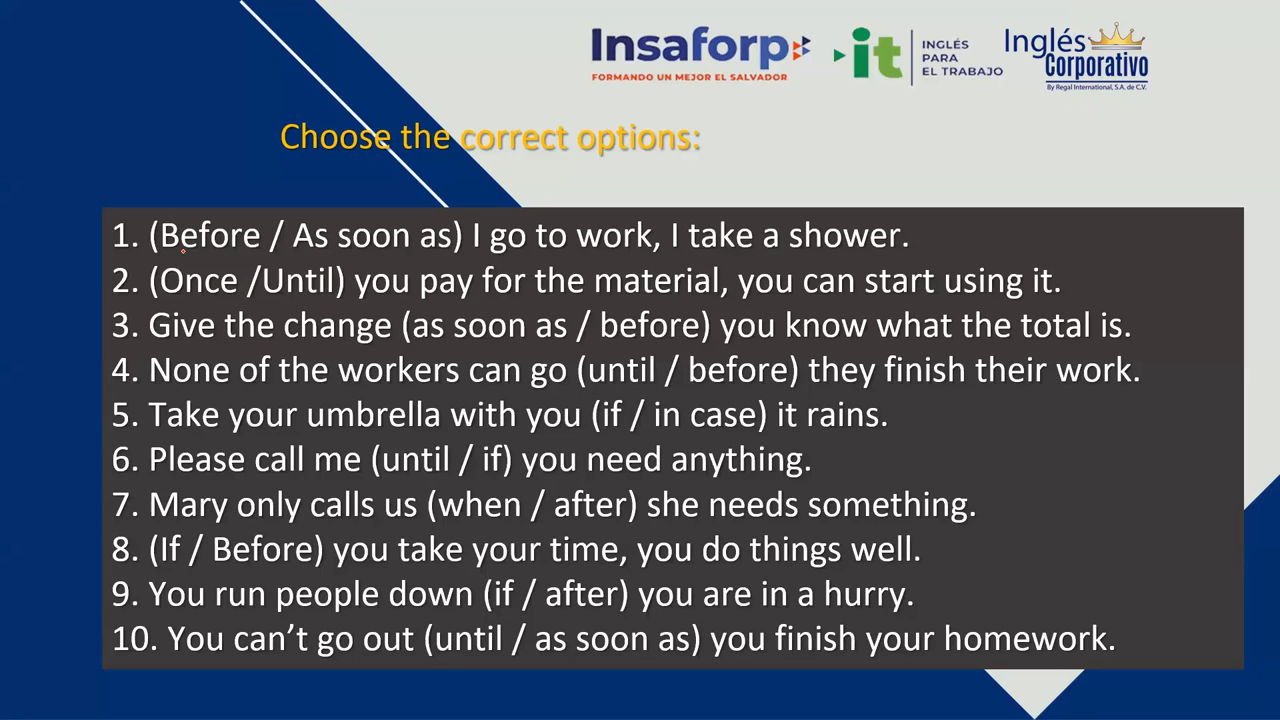 Insaforp
FORMANDO UN MEJOR EL SALVADOR
it
INGLÉS
PARA
EL TRABAJO
Inglés
Corporativo
By Regal International, S.A. de C.V.
Choose the correct options:
1. (Before / As soon as) I go to work, I take a shower.
2. (Once /Until) you pay for the material, you can start using it.
3. Give the change (as soon as / before) you know what the total is.
4. None of the workers can go (until / before) they finish their work.
5. Take your umbrella with you (if / in case) it rains.
6. Please call me (until / if) you need anything.
7. Mary only calls us (when / after) she needs something.
8. (If / Before) you take your time, you do things well.
9. You run people down (if / after) you are in a hurry.
10. You can’t go out (until / as soon as) you finish your homework.